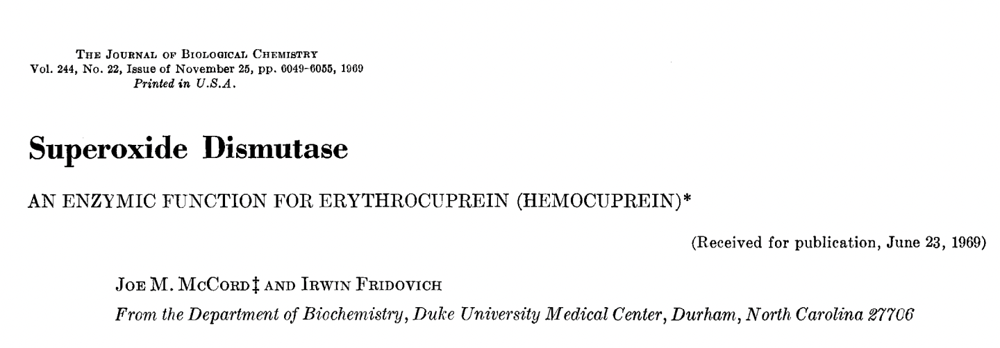 THE JOURNAL OF BIOLOGICAL CHEMISTRY
Vol. 244, No. 22, Issue of November 25, pp. 6049-6055, 1969
Printed in U.S.A.
Superoxide Dismutase
AN ENZYMIC FUNCTION FOR ERYTHROCUPREIN (HEMOCUPREIN)*
(Received for publication, June 23, 1969)
JOE M. MCCORD‡ AND IRWIN FRIDOVICH
From the Department of Biochemistry, Duke University Medical Center, Durham, North Carolina 27706